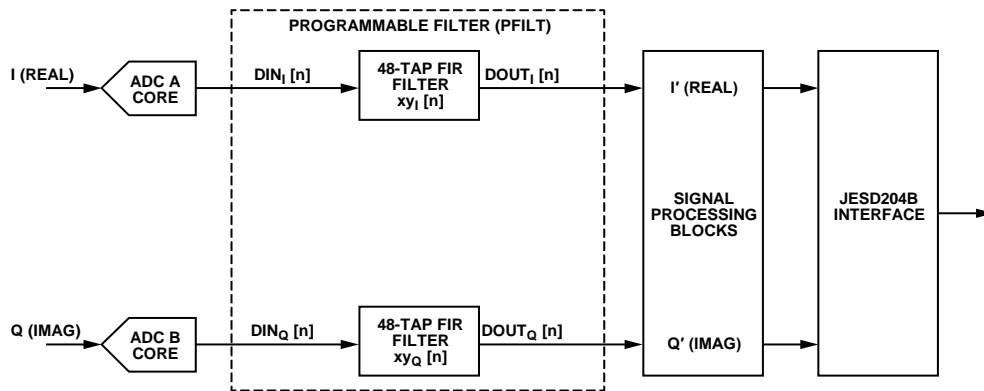 PROGRAMMABLE FILTER (PFILT)
I (REAL)
ADC A
CORE
DINI [n]
48-TAP FIR
FILTER
xyI [n]
DOUTI [n]
I′ (REAL)
SIGNAL
PROCESSING
BLOCKS
JESD204B
INTERFACE
Q (IMAG)
ADC B
CORE
DINQ [n]
48-TAP FIR
FILTER
xyQ [n]
DOUTQ [n]
Q′ (IMAG)